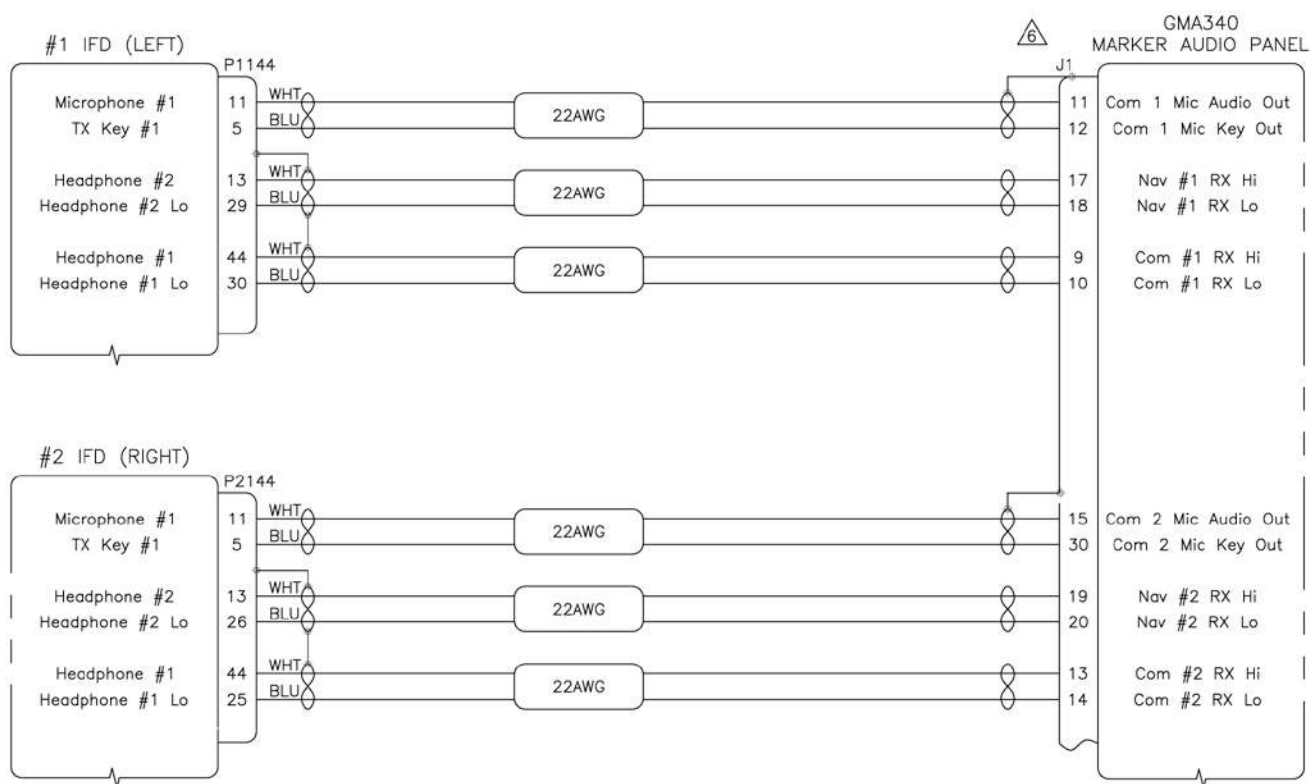 GMA340
#1 IFD (LEFT) 6 MARKER AUDIO PANEL
P1144 J1
Microphone #1 11 WHT 22AWG 11 Com 1 Mic Audio Out
TX Key #1 5 BLU 12 Com 1 Mic Key Out
Headphone #2 13 WHT 22AWG 17 Nav #1 RX Hi
Headphone #2 Lo 29 BLU 18 Nav #1 RX Lo
Headphone #1 44 WHT 22AWG 9 Com #1 RX Hi
Headphone #1 Lo 30 BLU 10 Com #1 RX Lo
#2 IFD (RIGHT)
P2144
Microphone #1 11 WHT 22AWG 15 Com 2 Mic Audio Out
TX Key #1 5 BLU 30 Com 2 Mic Key Out
Headphone #2 13 WHT 22AWG 19 Nav #2 RX Hi
Headphone #2 Lo 26 BLU 20 Nav #2 RX Lo
Headphone #1 44 WHT 22AWG 13 Com #2 RX Hi
Headphone #1 Lo 25 BLU 14 Com #2 RX Lo